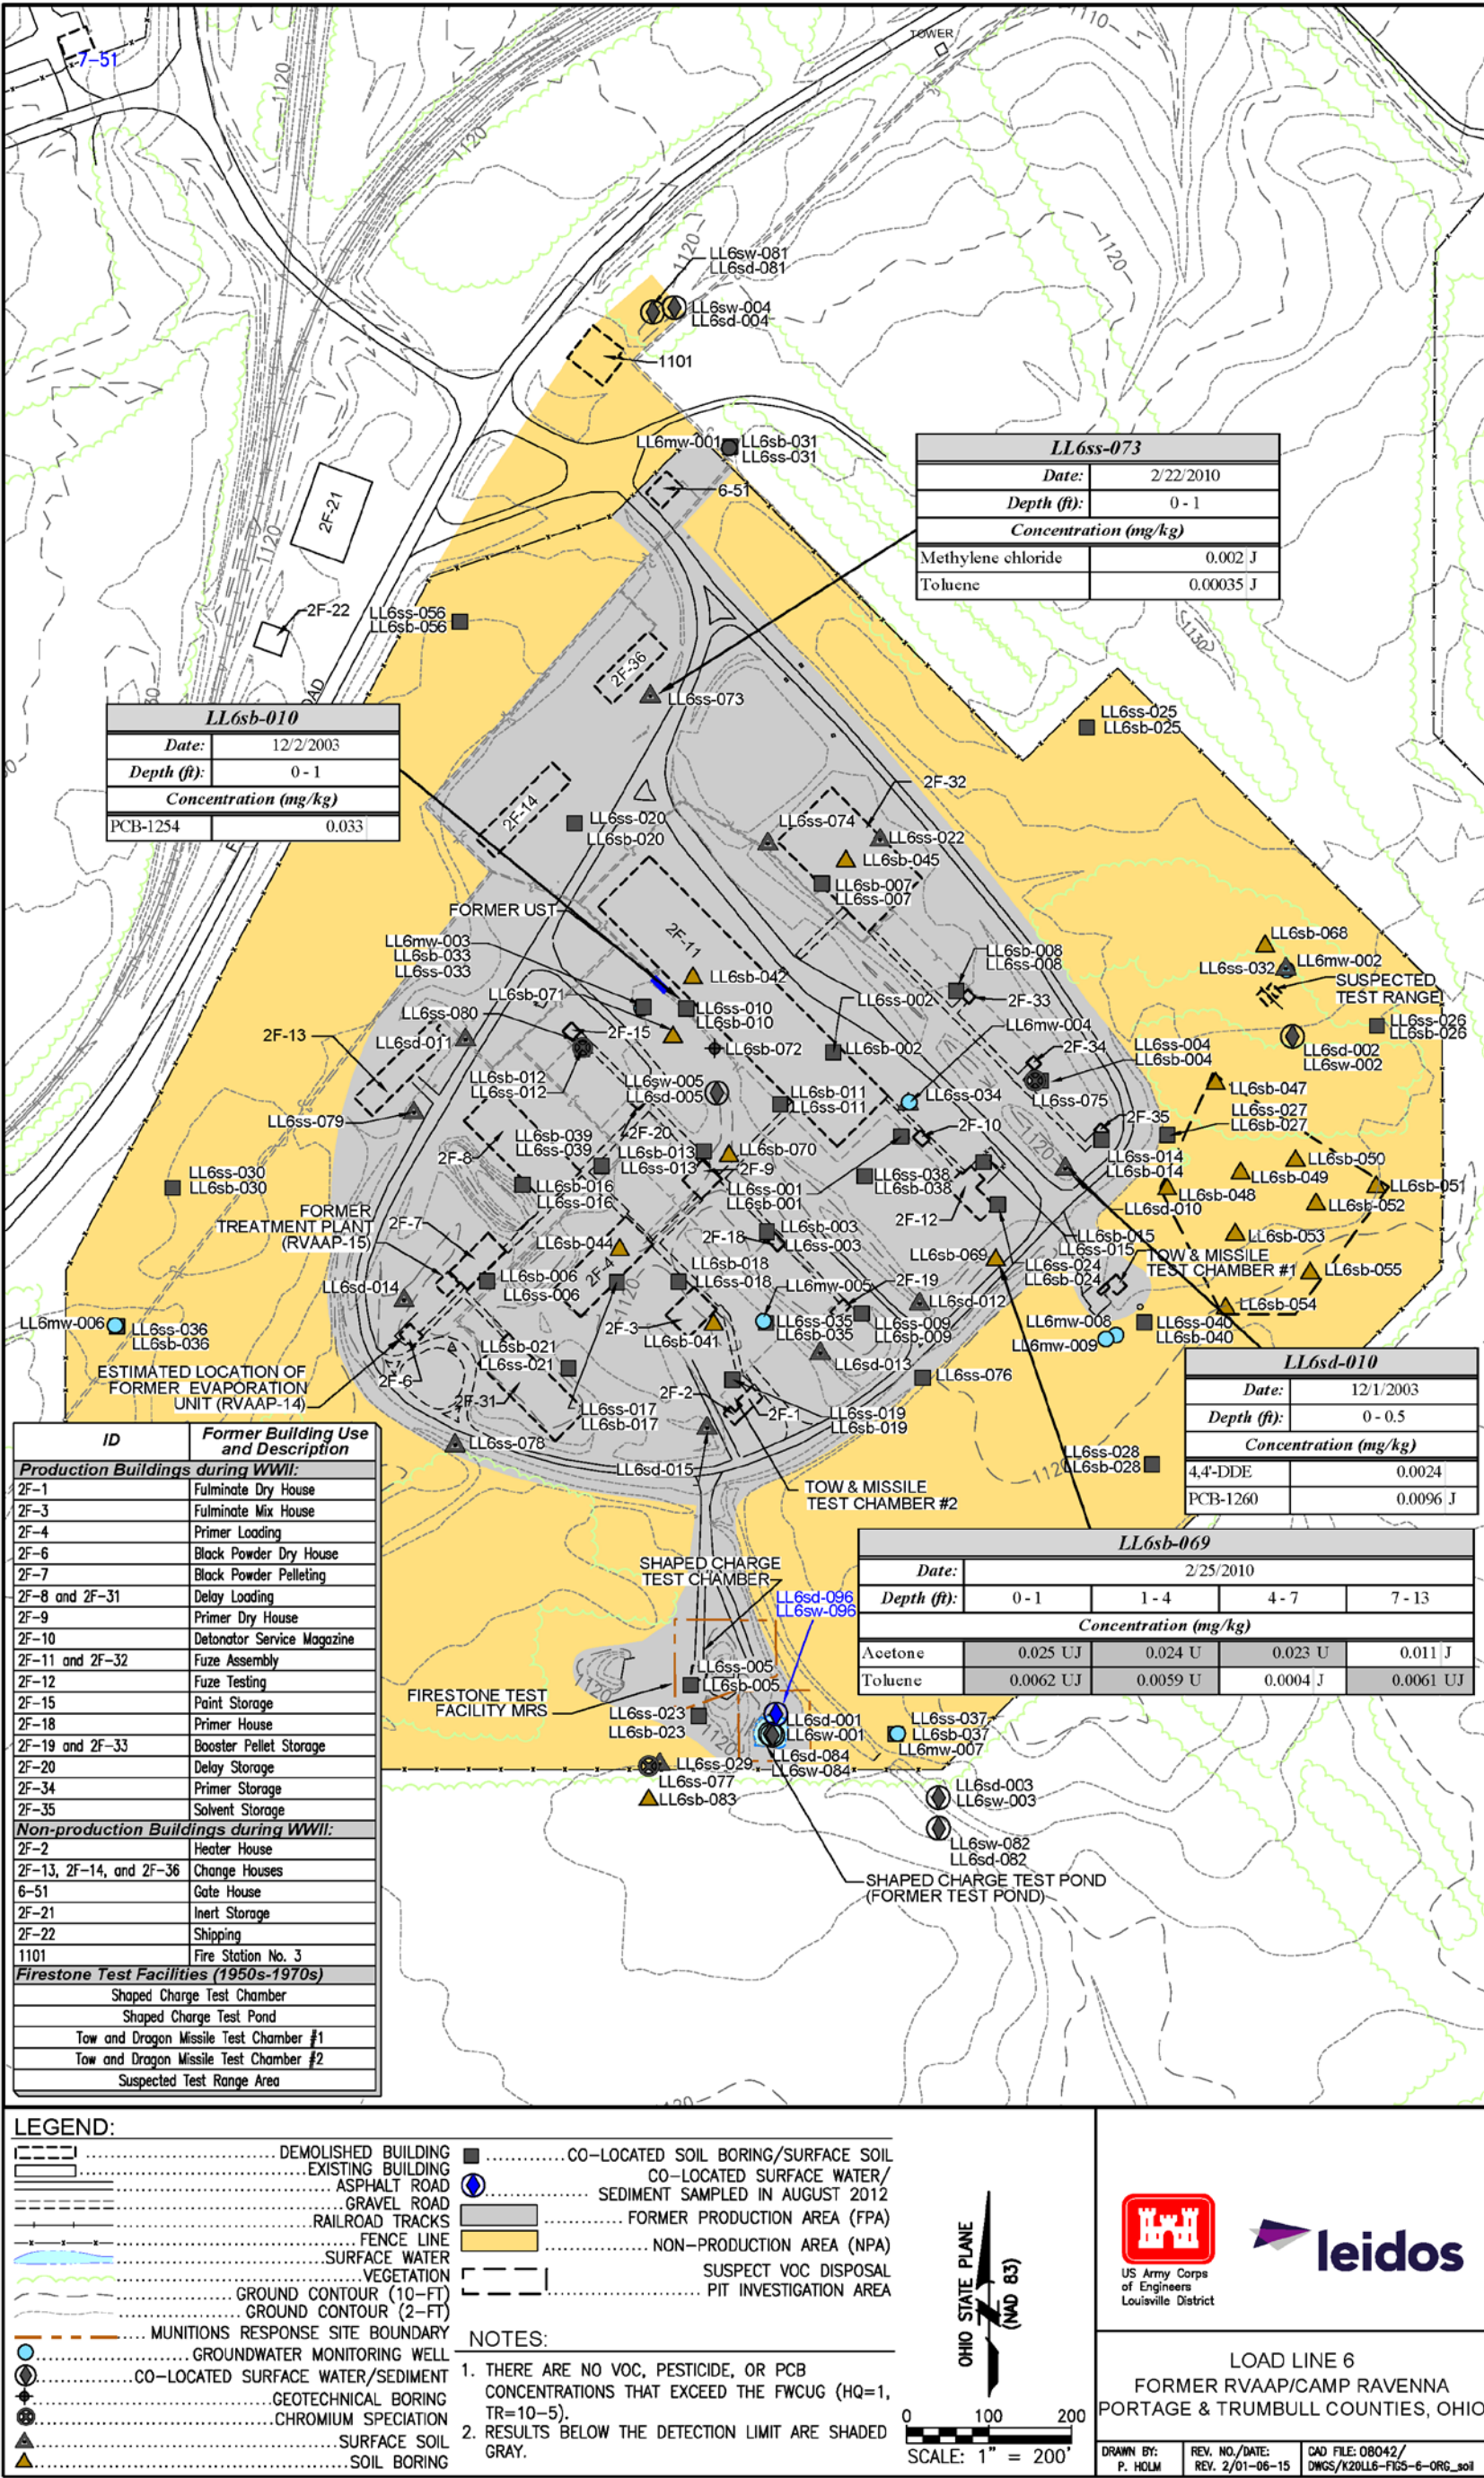 7-51
1120
1120
TOWER
1110
1120
LL6sw-081
LL6sd-081
1120
LL6sw-004
LL6sd-004
1101
LL6mw-001
LL6sb-031
LL6ss-031
6-51
2F-21
1120
2F-22
LL6ss-056
LL6sb-056
LL6ss-073
Date: 2/22/2010
Depth (ft): 0 - 1
Concentration (mg/kg)
Methylene chloride 0.002 J
Toluene 0.00035 J
1130
2F-36
LL6ss-073
LL6sb-010
Date: 12/2/2003
Depth (ft): 0 - 1
Concentration (mg/kg)
PCB-1254 0.033
LL6ss-025
LL6sb-025
2F-14
LL6ss-020
LL6sb-020
2F-32
LL6ss-074
LL6ss-022
LL6sb-045
LL6sb-007
LL6ss-007
FORMER UST
2F-11
LL6mw-003
LL6sb-033
LL6ss-033
LL6sb-042
LL6sb-008
LL6ss-008
LL6sb-068
LL6mw-002
LL6ss-032
SUSPECTED
TEST RANGE
LL6sb-071
LL6ss-010
LL6sb-010
LL6ss-002
2F-33
LL6ss-026
LL6sb-026
LL6ss-080
2F-15
LL6mw-004
2F-13
LL6sd-011
LL6sb-072
LL6sb-002
2F-34
LL6ss-004
LL6sb-004
LL6sd-002
LL6sw-002
LL6sb-012
LL6ss-012
LL6sw-005
LL6sd-005
LL6sb-011
LL6ss-011
LL6ss-034
LL6ss-075
LL6sb-047
LL6ss-079
2F-35
LL6ss-027
LL6sb-027
2F-8
LL6sb-039
LL6ss-039
2F-20
LL6sb-013
LL6ss-013
LL6sb-070
2F-9
2F-10
1120
LL6ss-014
LL6sb-014
LL6sb-050
LL6sb-049
LL6ss-030
LL6sb-030
LL6sb-016
LL6ss-016
LL6ss-001
LL6sb-001
LL6ss-038
LL6sb-038
LL6sb-048
LL6sb-051
LL6sd-010
LL6sb-052
FORMER
TREATMENT PLANT
(RVAAP-15)
2F-7
2F-18
LL6sb-003
LL6ss-003
2F-12
LL6sb-015
LL6ss-015
LL6sb-053
LL6sb-044
2F-4
LL6sb-069
TOW & MISSILE
TEST CHAMBER #1
LL6sd-014
LL6sb-006
LL6ss-006
1120
LL6sb-018
LL6ss-018
LL6mw-005
2F-19
LL6ss-024
LL6sb-024
LL6sb-055
LL6sd-012
LL6sb-054
LL6mw-006
LL6ss-036
LL6sb-036
2F-3
LL6sb-041
LL6ss-035
LL6sb-035
LL6ss-009
LL6sb-009
LL6mw-008
LL6mw-009
LL6ss-040
LL6sb-040
LL6sb-021
LL6ss-021
LL6sd-013
ESTIMATED LOCATION OF
FORMER EVAPORATION
UNIT (RVAAP-14)
2F-6
2F-31
2F-2
2F-1
LL6ss-076
LL6ss-017
LL6sb-017
LL6ss-019
LL6sb-019
LL6ss-078
LL6sd-015
TOW & MISSILE
TEST CHAMBER #2
LL6sd-010
Date: 12/1/2003
Depth (ft): 0 - 0.5
Concentration (mg/kg)
4,4'-DDE 0.0024
PCB-1260 0.0096 J
LL6ss-028
LL6sb-028
LL6sb-069
Date: 2/25/2010
Depth (ft): 0 - 1 1 - 4 4 - 7 7 - 13
Concentration (mg/kg)
Acetone 0.025 UJ 0.024 U 0.023 U 0.011 J
Toluene 0.0062 UJ 0.0059 U 0.0004 J 0.0061 UJ
SHAPED CHARGE
TEST CHAMBER
LL6sd-096
LL6sw-096
LL6ss-005
LL6sb-005
1120
FIRESTONE TEST
FACILITY MRS
LL6ss-023
LL6sb-023
1120
LL6sd-001
LL6sw-001
LL6sd-084
LL6sw-084
LL6ss-037
LL6sb-037
LL6mw-007
LL6ss-029
LL6ss-077
LL6sb-083
LL6sd-003
LL6sw-003
LL6sw-082
LL6sd-082
SHAPED CHARGE TEST POND
(FORMER TEST POND)
ID Former Building Use and Description
Production Buildings during WWII:
2F-1 Fulminate Dry House
2F-3 Fulminate Mix House
2F-4 Primer Loading
2F-6 Black Powder Dry House
2F-7 Black Powder Pelleting
2F-8 and 2F-31 Delay Loading
2F-9 Primer Dry House
2F-10 Detonator Service Magazine
2F-11 and 2F-32 Fuze Assembly
2F-12 Fuze Testing
2F-15 Paint Storage
2F-18 Primer House
2F-19 and 2F-33 Booster Pellet Storage
2F-20 Delay Storage
2F-34 Primer Storage
2F-35 Solvent Storage
Non-production Buildings during WWII:
2F-2 Heater House
2F-13, 2F-14, and 2F-36 Change Houses
6-51 Gate House
2F-21 Inert Storage
2F-22 Shipping
1101 Fire Station No. 3
Firestone Test Facilities (1950s-1970s)
Shaped Charge Test Chamber
Shaped Charge Test Pond
Tow and Dragon Missile Test Chamber #1
Tow and Dragon Missile Test Chamber #2
Suspected Test Range Area
LEGEND:
DEMOLISHED BUILDING
EXISTING BUILDING
ASPHALT ROAD
GRAVEL ROAD
RAILROAD TRACKS
FENCE LINE
SURFACE WATER
VEGETATION
GROUND CONTOUR (10-FT)
GROUND CONTOUR (2-FT)
MUNITIONS RESPONSE SITE BOUNDARY
GROUNDWATER MONITORING WELL
CO-LOCATED SURFACE WATER/SEDIMENT
GEOTECHNICAL BORING
CHROMIUM SPECIATION
SURFACE SOIL
SOIL BORING
CO-LOCATED SOIL BORING/SURFACE SOIL
CO-LOCATED SURFACE WATER/
SEDIMENT SAMPLED IN AUGUST 2012
FORMER PRODUCTION AREA (FPA)
NON-PRODUCTION AREA (NPA)
SUSPECT VOC DISPOSAL
PIT INVESTIGATION AREA
NOTES:
1. THERE ARE NO VOC, PESTICIDE, OR PCB
CONCENTRATIONS THAT EXCEED THE FWCUG (HQ=1,
TR=10-5).
2. RESULTS BELOW THE DETECTION LIMIT ARE SHADED
GRAY.
OHIO STATE PLANE
(NAD 83)
0 100 200
SCALE: 1" = 200'
US Army Corps
of Engineers
Louisville District
leidos
LOAD LINE 6
FORMER RVAAP/CAMP RAVENNA
PORTAGE & TRUMBULL COUNTIES, OHIO
DRAWN BY:
P. HOLM
REV. NO./DATE:
REV. 2/01-06-15
CAD FILE: 08042/
DWGS/K20LL6-FIG5-6-ORG_soil